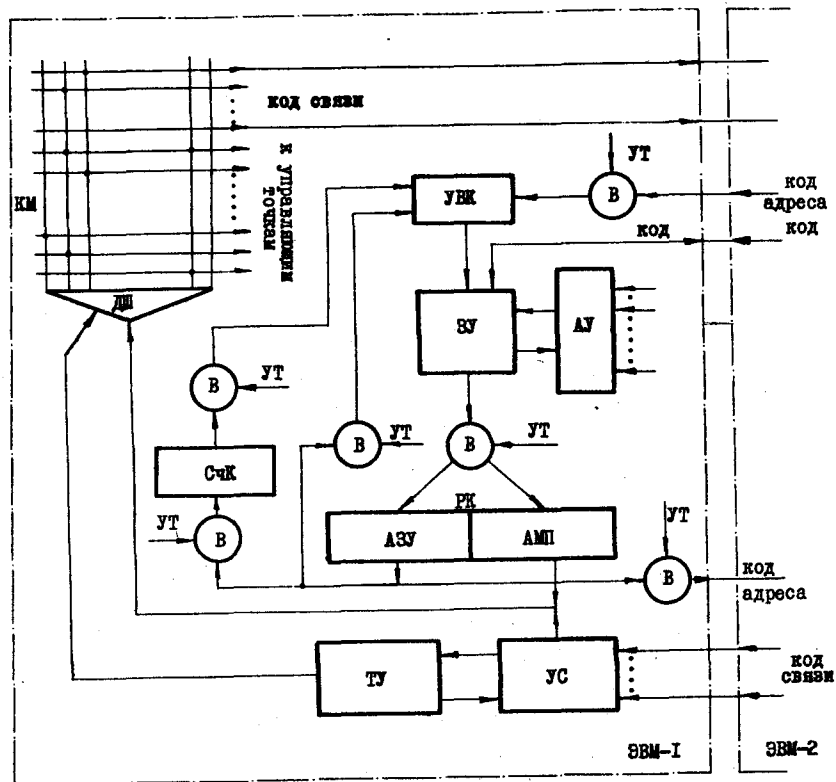 код связи
к управляющим
точкам
КМ
ДШ
УВК
УТ
В
код
адреса
код
код
ЗУ
АУ
В
УТ
В
УТ
В
УТ
СчК
УТ
В
РК
АЗУ
АМП
УТ
В
код
адреса
ТУ
УС
код
связи
ЭВМ-I
ЭВМ-2